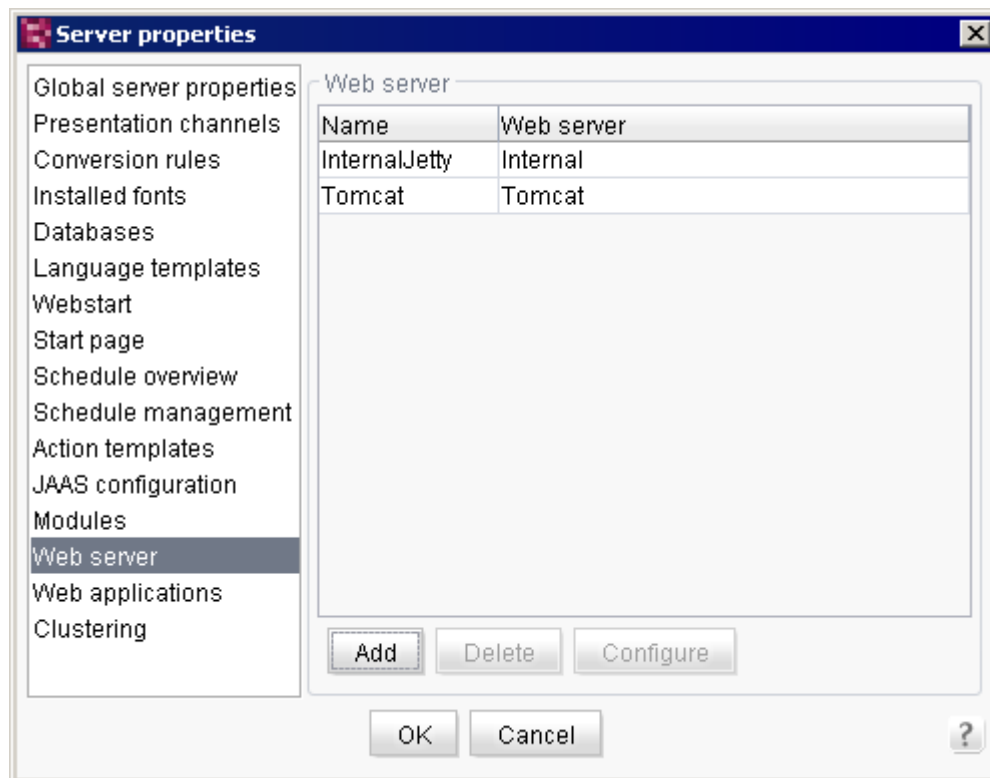 Server properties
Global server properties
Presentation channels
Conversion rules
Installed fonts
Databases
Language templates
Webstart
Start page
Schedule overview
Schedule management
Action templates
JAAS configuration
Modules
Web server
Web applications
Clustering
Web server
Name Web server
InternalJetty Internal
Tomcat Tomcat
Add Delete Configure
OK Cancel ?